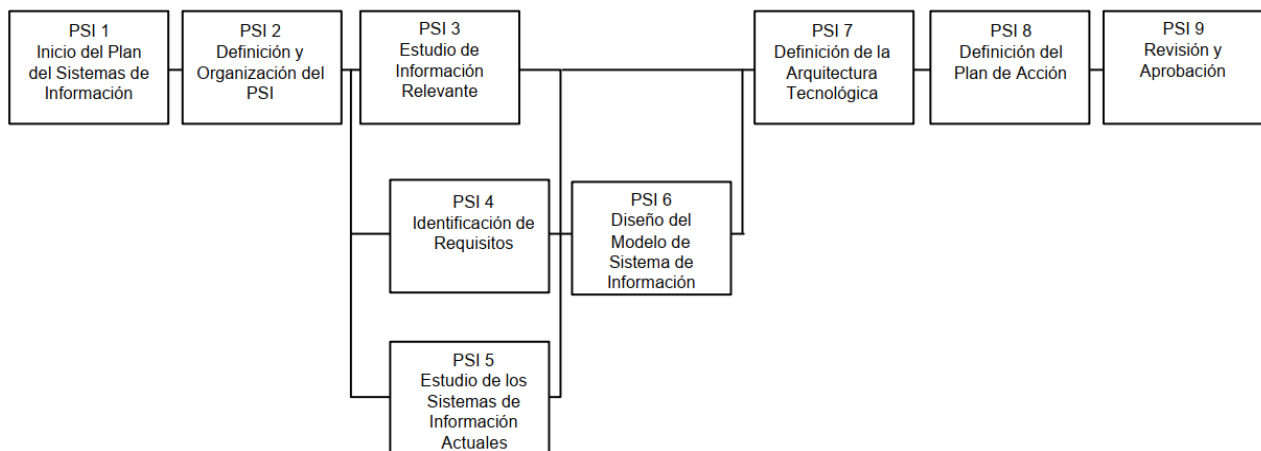 PSI 1
Inicio del Plan
del Sistemas de
Información
PSI 2
Definición y
Organización del
PSI
PSI 3
Estudio de
Información
Relevante
PSI 7
Definición de la
Arquitectura
Tecnológica
PSI 8
Definición del
Plan de Acción
PSI 9
Revisión y
Aprobación
PSI 4
Identificación de
Requisitos
PSI 6
Diseño del
Modelo de
Sistema de
Información
PSI 5
Estudio de los
Sistemas de
Información
Actuales